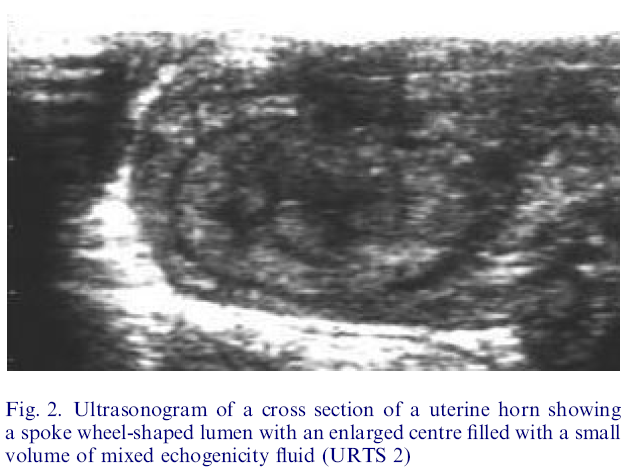 Fig. 2. Ultrasonogram of a cross section of a uterine horn showing
a spoke wheel-shaped lumen with an enlarged centre filled with a small
volume of mixed echogenicity fluid (URTS 2)